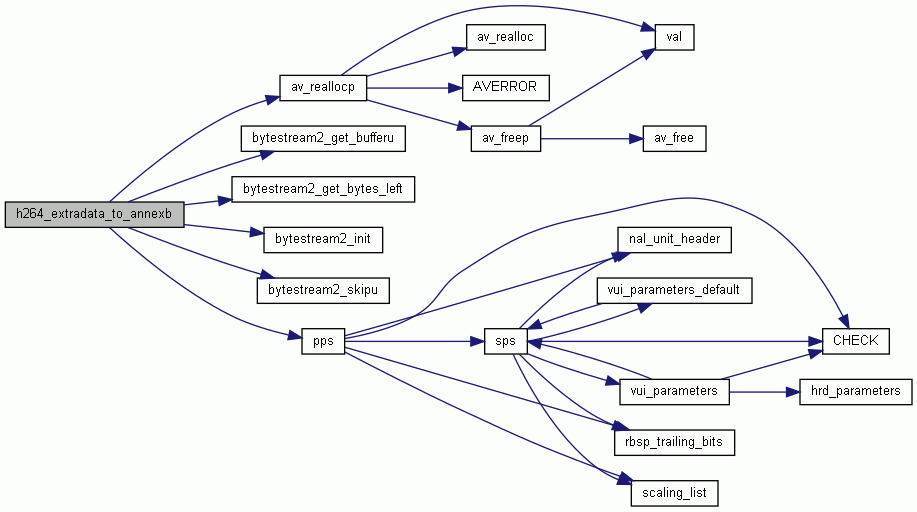 av_realloc
val
av_reallocp
AVERROR
bytestream2_get_bufferu
av_freep
av_free
bytestream2_get_bytes_left
h264_extradata_to_annexb
bytestream2_init
nal_unit_header
bytestream2_skipu
vui_parameters_default
pps
sps
CHECK
vui_parameters
hrd_parameters
rbsp_trailing_bits
scaling_list